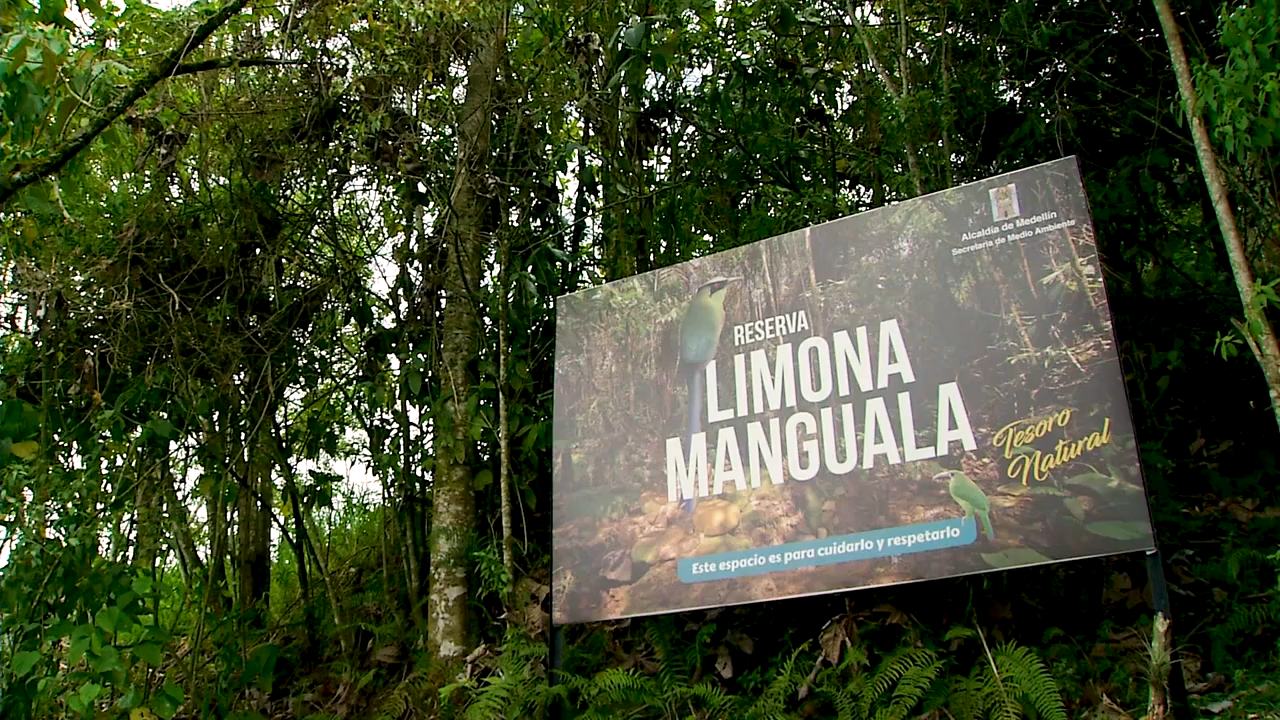 Alcaldía de Medellín
Secretaría de Medio Ambiente
RESERVA
LIMONA
MANGUALA
Tesoro
Natural
Este espacio es para cuidarlo y respetarlo